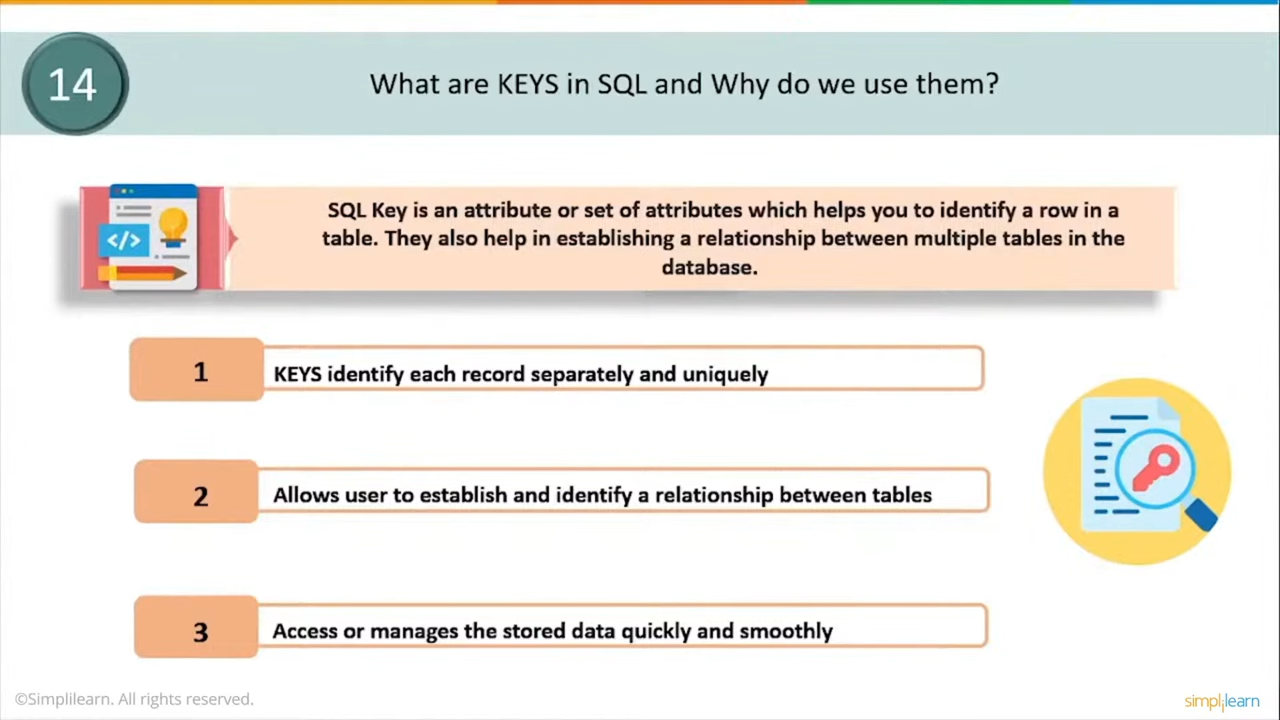 14
What are KEYS in SQL and Why do we use them?
</>
SQL Key is an attribute or set of attributes which helps you to identify a row in a
table. They also help in establishing a relationship between multiple tables in the
database.
1
KEYS identify each record separately and uniquely
2
Allows user to establish and identify a relationship between tables
3
Access or manages the stored data quickly and smoothly
©Simplilearn. All rights reserved.
simplilearn